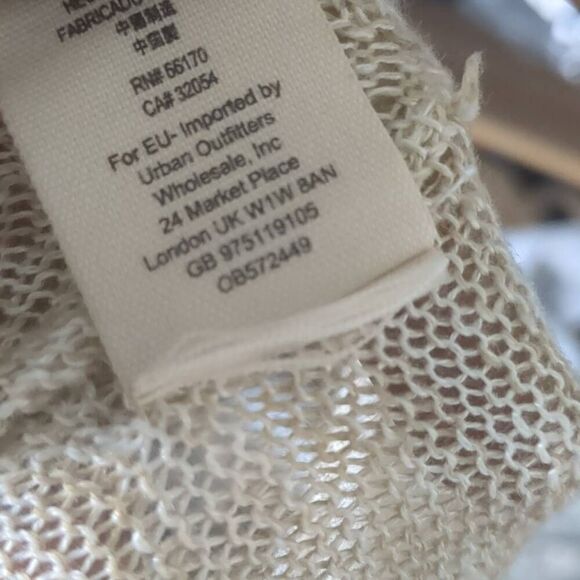 FABRICADO
中國制造
中国製
RN# 66170
CA# 32054
For EU- Imported by
Urban Outfitters
Wholesale, Inc
24 Market Place
London UK W1W 8AN
GB 975119105
OB572449